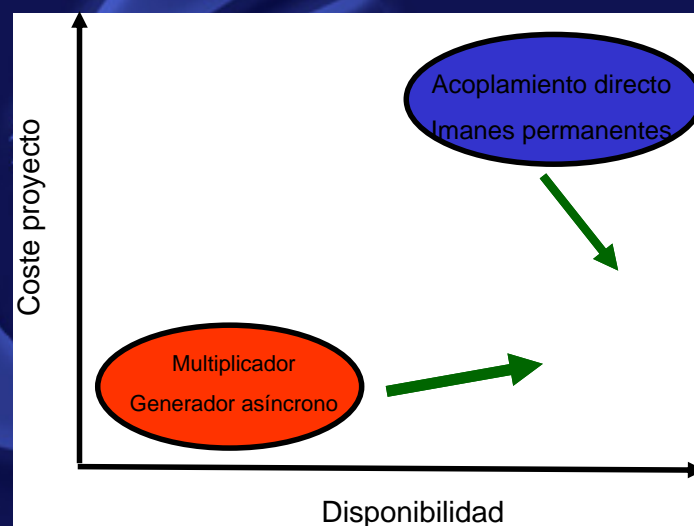 Acoplamiento directo
Imanes permanentes
Coste proyecto
Multiplicador
Generador asíncrono
Disponibilidad